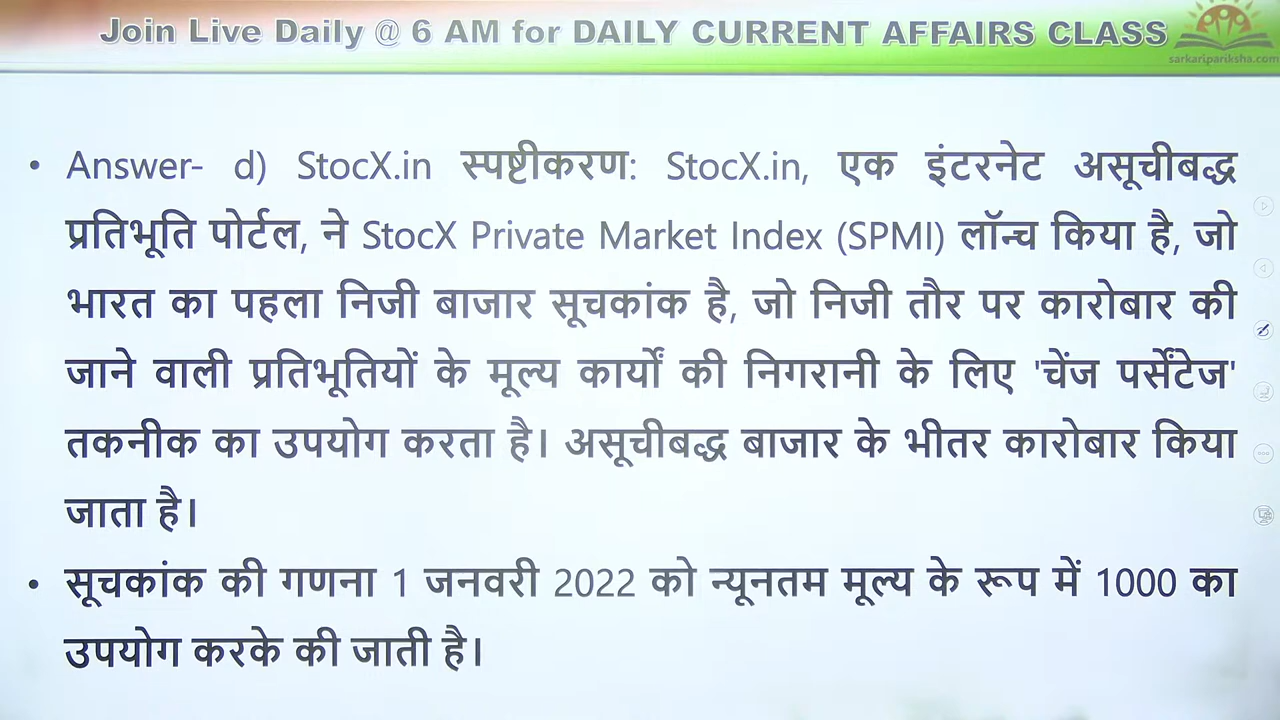 Join Live Daily @ 6 AM for DAILY CURRENT AFFAIRS CLASS
sarkaripariksha.com
• Answer- d) StocX.in स्पष्टीकरण: StocX.in, एक इंटरनेट असूचीबद्ध
प्रतिभूति पोर्टल, ने StocX Private Market Index (SPMI) लॉन्च किया है, जो
भारत का पहला निजी बाजार सूचकांक है, जो निजी तौर पर कारोबार की
जाने वाली प्रतिभूतियों के मूल्य कार्यों की निगरानी के लिए 'चेंज पर्सेंटेज'
तकनीक का उपयोग करता है। असूचीबद्ध बाजार के भीतर कारोबार किया
जाता है।
• सूचकांक की गणना 1 जनवरी 2022 को न्यूनतम मूल्य के रूप में 1000 का
उपयोग करके की जाती है।